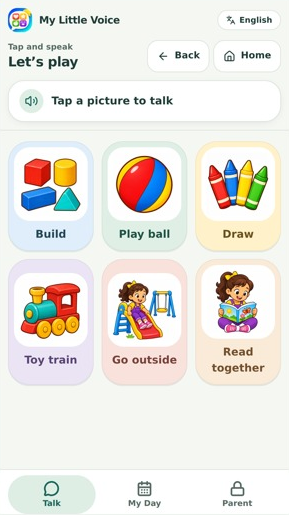 My Little Voice
English
Tap and speak
Let’s play
Back
Home
Tap a picture to talk
Build
Play ball
Draw
Toy train
Go outside
Read
together
Talk
My Day
Parent